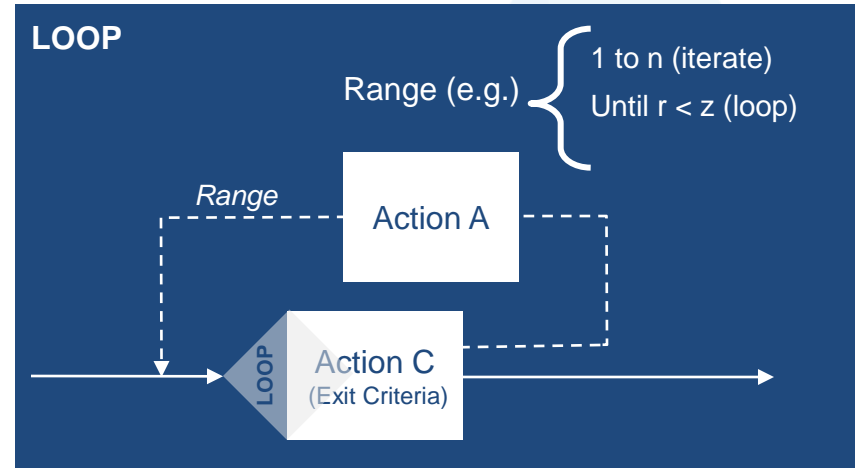 LOOP
Range (e.g.)
1 to n (iterate)
Until r < z (loop)
Range
Action A
LOOP
Action C
(Exit Criteria)